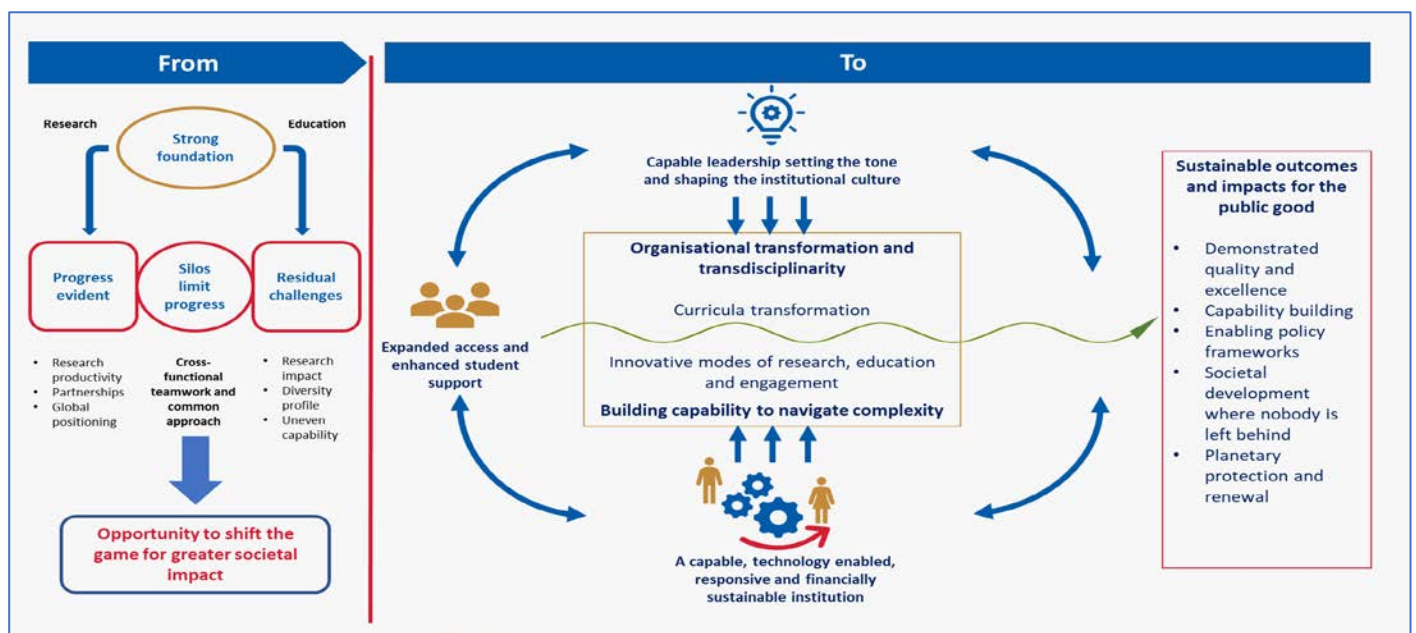 From
Research
Education
Strong
foundation
Progress
evident
Silos
limit
progress
Residual
challenges
• Research
productivity
• Partnerships
• Global
positioning
Cross-
functional
teamwork and
common
approach
• Research
impact
• Diversity
profile
• Uneven
capability
Opportunity to shift the
game for greater societal
impact
To
Capable leadership setting the tone
and shaping the institutional culture
Organisational transformation and
transdisciplinarity
Curricula transformation
Innovative modes of research, education
and engagement
Building capability to navigate complexity
Expanded access and
enhanced student
support
A capable, technology enabled,
responsive and financially
sustainable institution
Sustainable outcomes
and impacts for the
public good
• Demonstrated
quality and
excellence
• Capability building
• Enabling policy
frameworks
• Societal
development
where nobody is
left behind
• Planetary
protection and
renewal